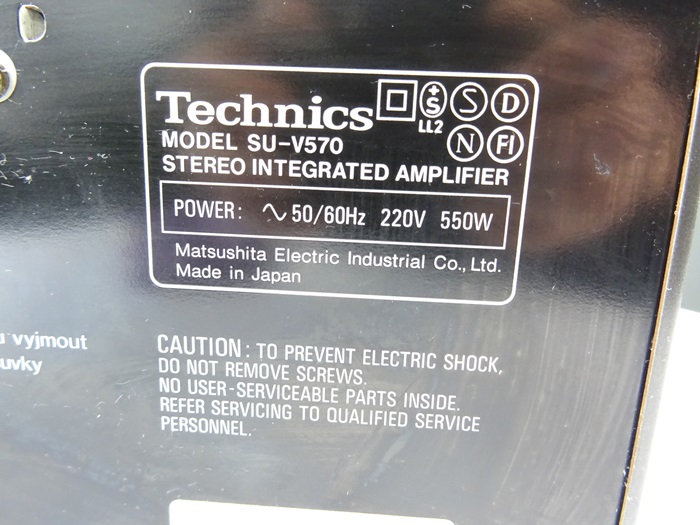 Technics
S
S
D
LL2
N
FI
MODEL SU-V570
STEREO INTEGRATED AMPLIFIER
POWER: ∿ 50/60Hz 220V 550W
Matsushita Electric Industrial Co., Ltd.
Made in Japan
vyjmout
CAUTION: TO PREVENT ELECTRIC SHOCK,
DO NOT REMOVE SCREWS.
NO USER-SERVICEABLE PARTS INSIDE.
REFER SERVICING TO QUALIFIED SERVICE
PERSONNEL.